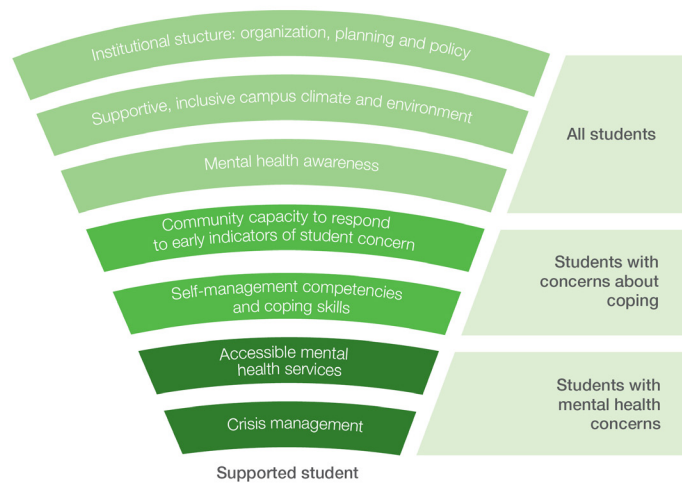 Institutional stucture: organization, planning and policy
Supportive, inclusive campus climate and environment
Mental health awareness
All students
Community capacity to respond
to early indicators of student concern
Self-management competencies
and coping skills
Students with
concerns about
coping
Accessible mental
health services
Crisis management
Students with
mental health
concerns
Supported student